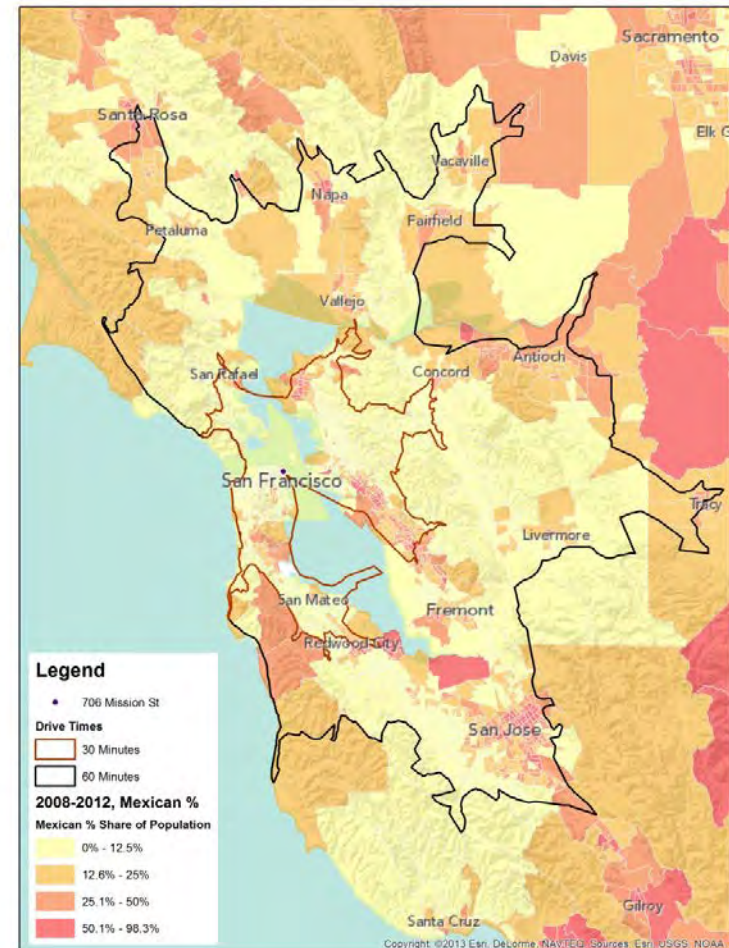 Sacramento
Davis
Santa Rosa
Elk G
Vacaville
Napa
Petaluma
Fairfield
Vallejo
San Rafael
Concord
Antioch
San Francisco
Tracy
Livermore
San Mateo
Fremont
Redwood City
San Jose
Gilroy
Santa Cruz
Legend
706 Mission St
Drive Times
30 Minutes
60 Minutes
2008-2012, Mexican %
Mexican % Share of Population
0% - 12.5%
12.6% - 25%
25.1% - 50%
50.1% - 98.3%
Copyright: ©2013 Esri, DeLorme, NAVTEQ, Sources: Esri, USGS, NOAA